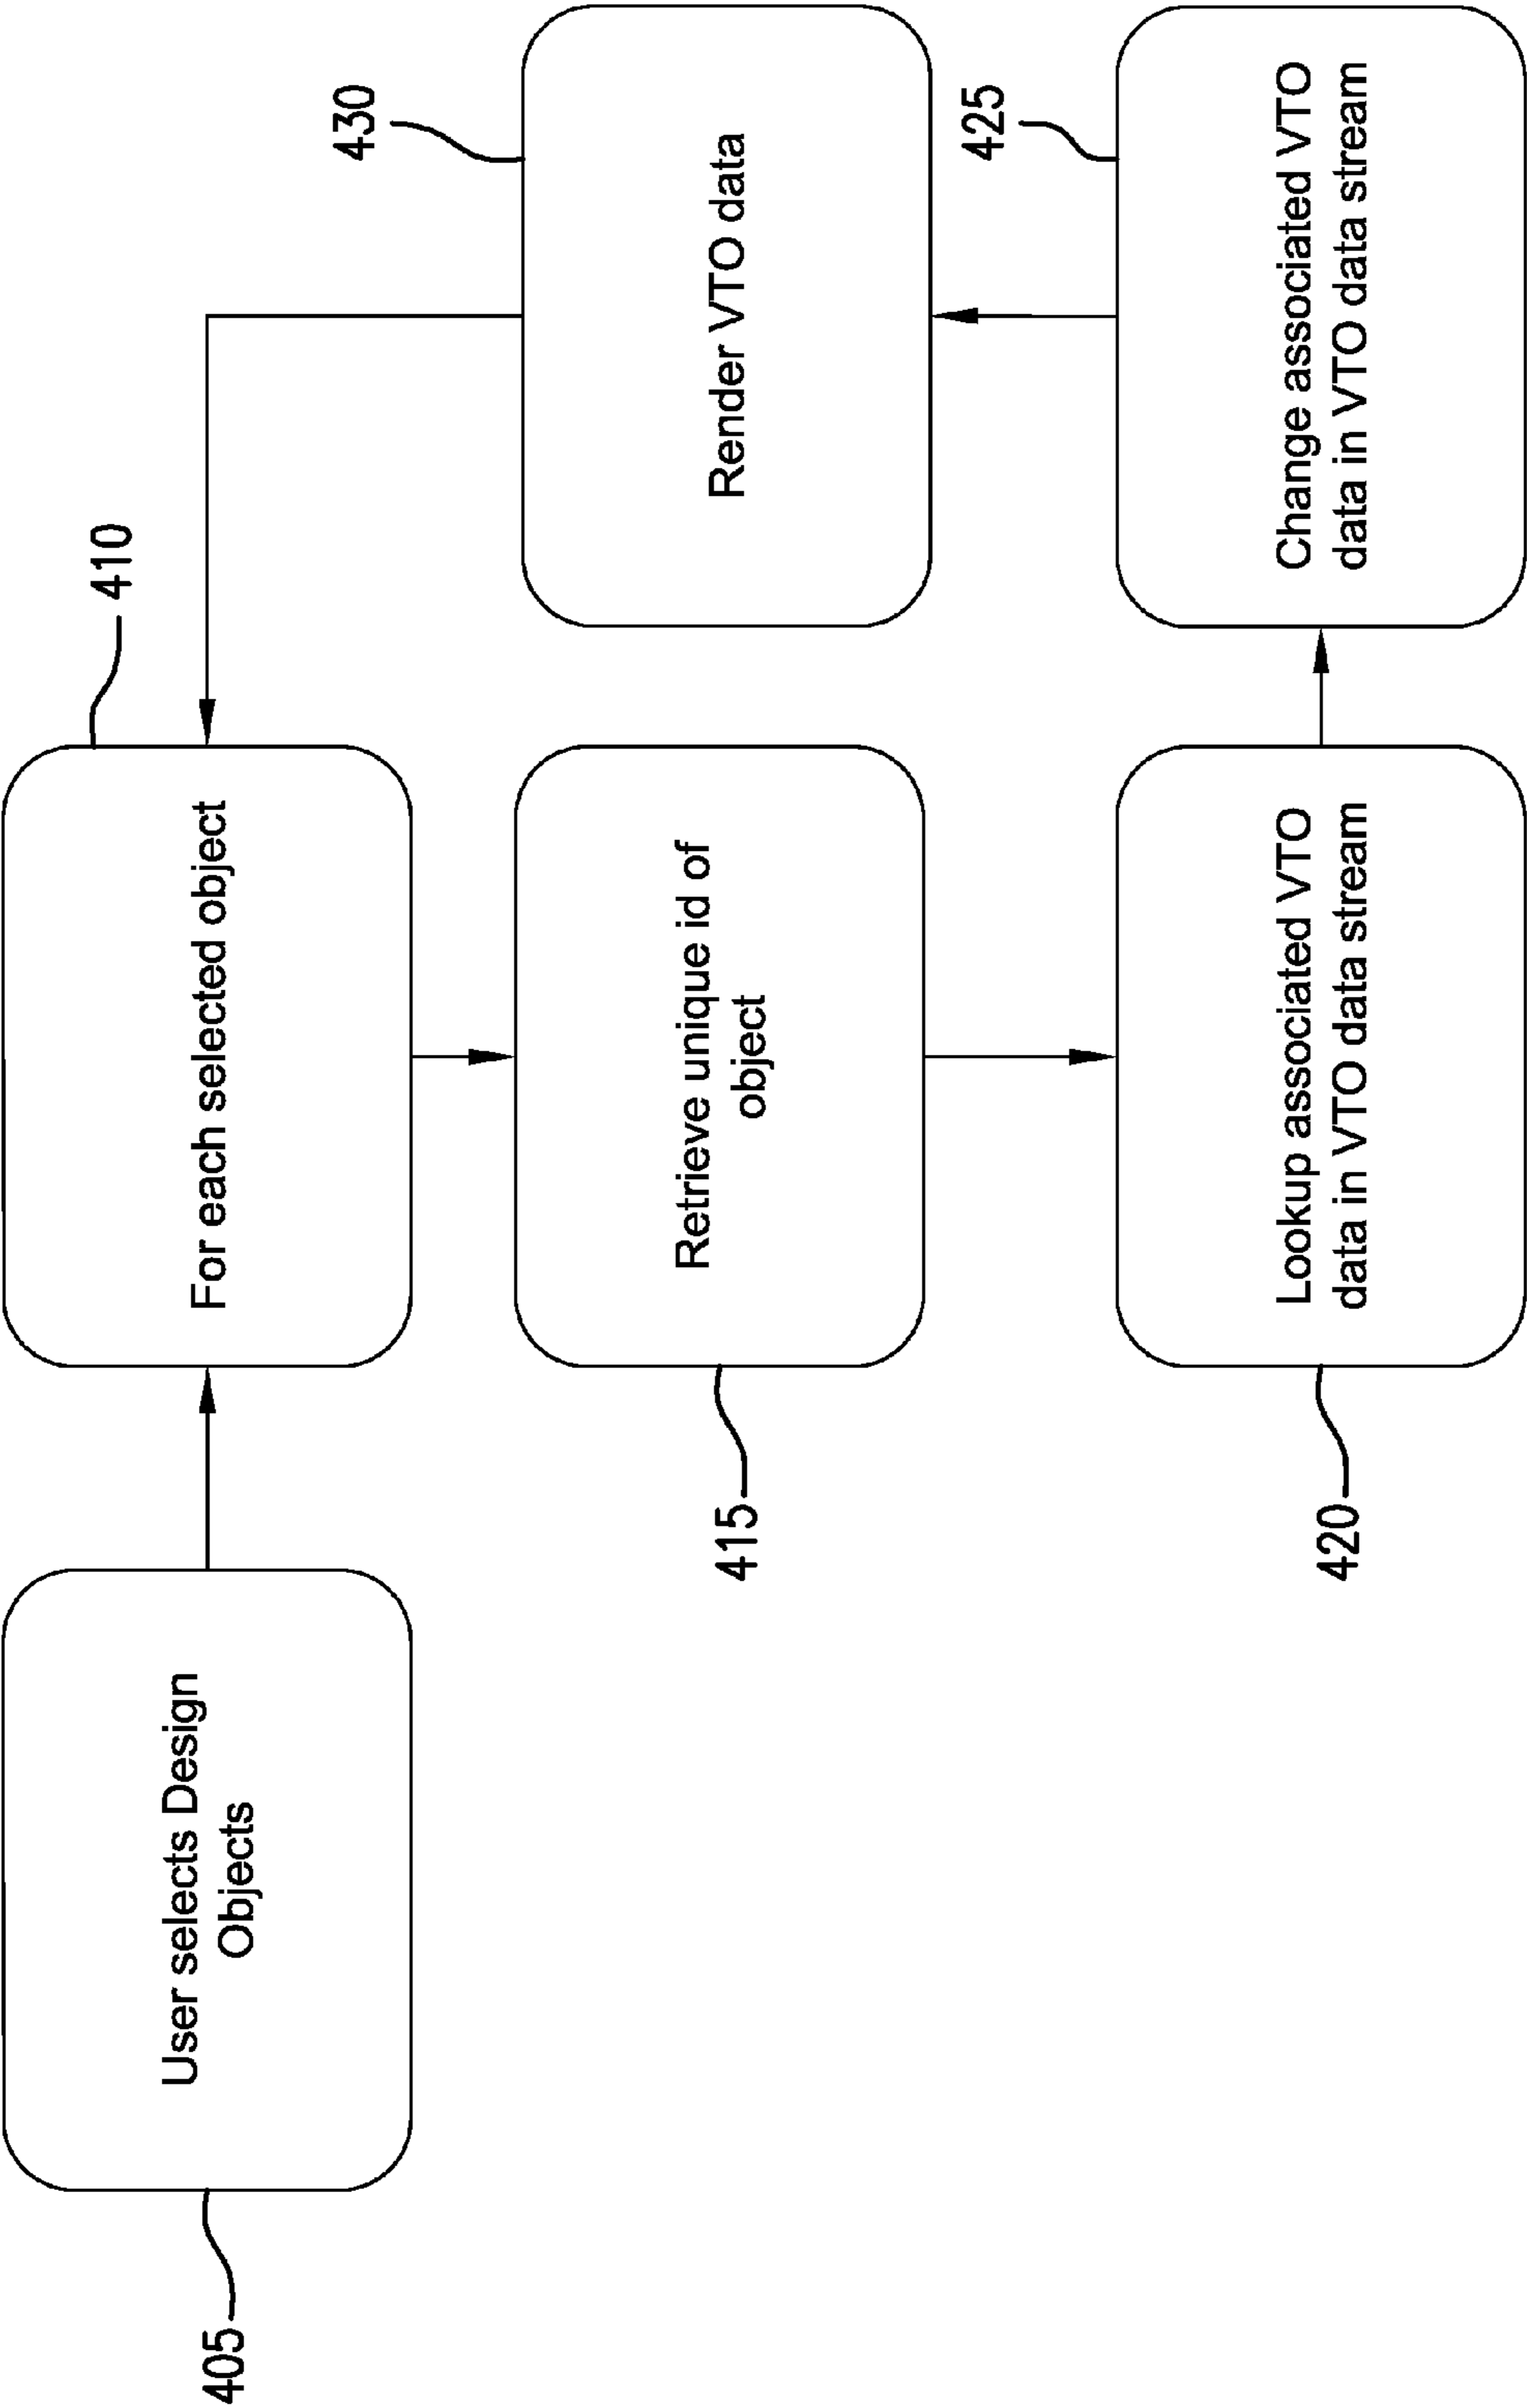 405
User selects Design
Objects
410
For each selected object
415
Retrieve unique id of
object
420
Lookup associated VTO
data in VTO data stream
425
Change associated VTO
data in VTO data stream
430
Render VTO data